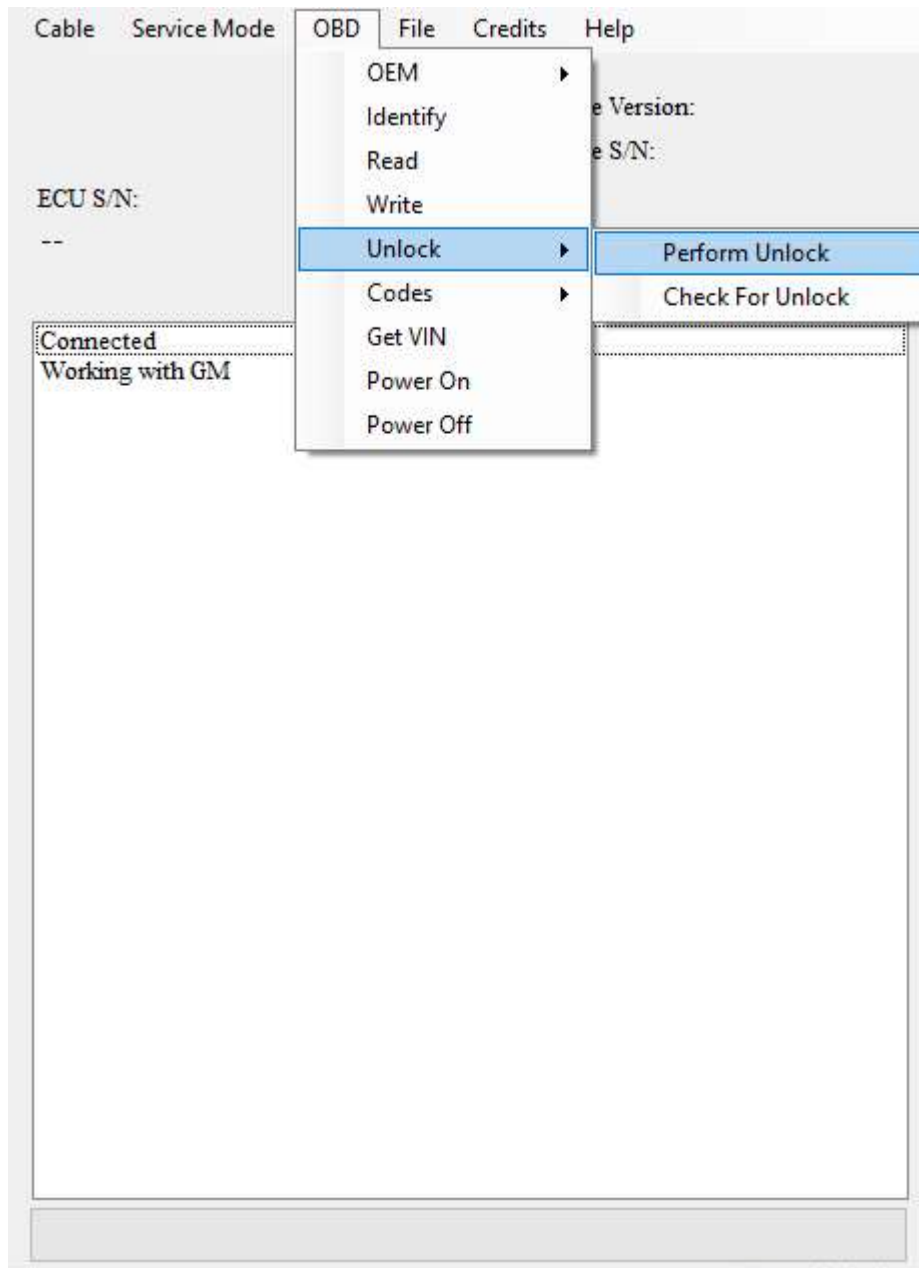 Cable Service Mode OBD File Credits Help
OEM
Identify
e Version:
Read
e S/N:
ECU S/N:
Write
--
Unlock
Perform Unlock
Codes
Check For Unlock
Get VIN
Connected
Working with GM
Power On
Power Off